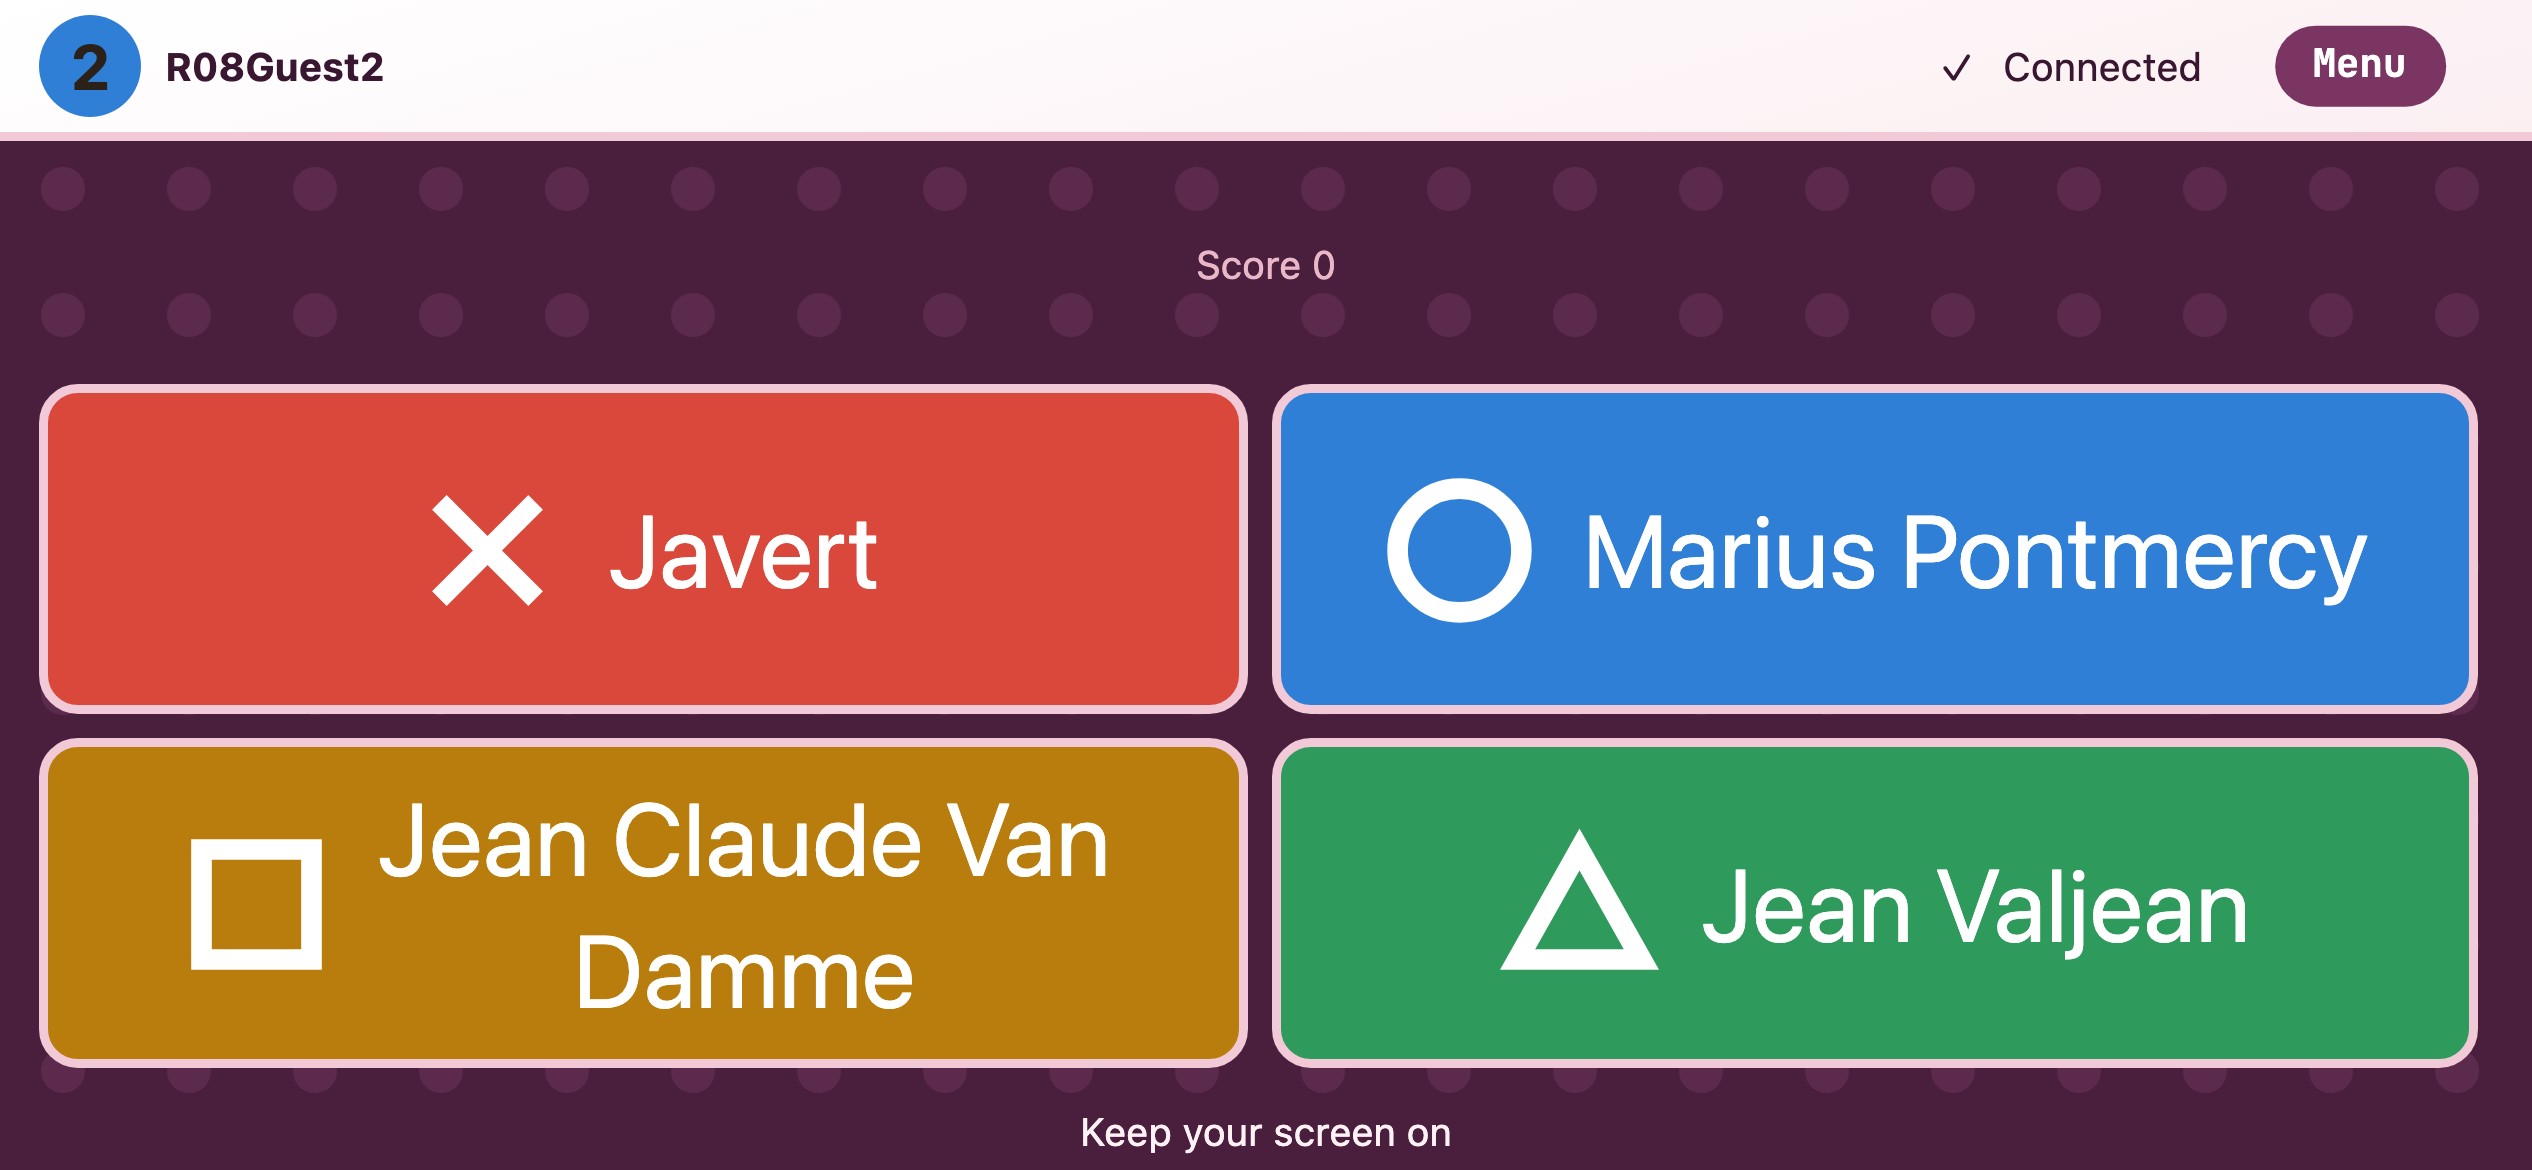 2
R08Guest2
✓ Connected
Menu
Score 0
Javert
Marius Pontmercy
Jean Claude Van
Damme
Jean Valjean
Keep your screen on